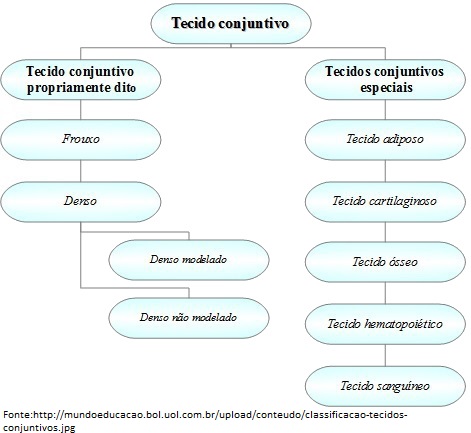 Tecido conjuntivo
Tecido conjuntivo
propriamente dito
Frouxo
Denso
Denso modelado
Denso não modelado
Tecidos conjuntivos
especiais
Tecido adiposo
Tecido cartilaginoso
Tecido ósseo
Tecido hematopoiético
Tecido sanguíneo
Fonte:http://mundoeducacao.bol.uol.com.br/upload/conteudo/classificacao-tecidos-
conjuntivos.jpg